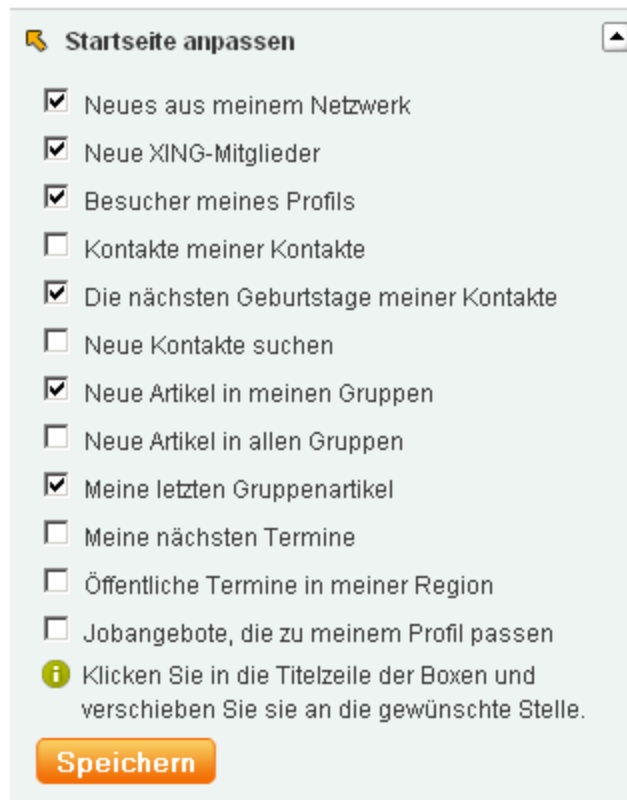 Startseite anpassen
Neues aus meinem Netzwerk
Neue XING-Mitglieder
Besucher meines Profils
Kontakte meiner Kontakte
Die nächsten Geburtstage meiner Kontakte
Neue Kontakte suchen
Neue Artikel in meinen Gruppen
Neue Artikel in allen Gruppen
Meine letzten Gruppenartikel
Meine nächsten Termine
Öffentliche Termine in meiner Region
Jobangebote, die zu meinem Profil passen
Klicken Sie in die Titelzeile der Boxen und
verschieben Sie sie an die gewünschte Stelle.
Speichern